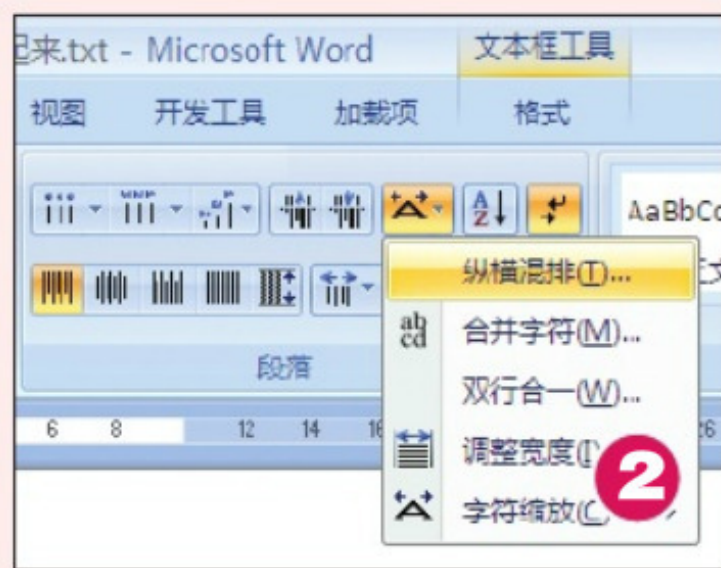 起来.txt - Microsoft Word 文本框工具
视图 开发工具 加载项 格式
AaBbCc
纵横混排(T)...
ab
cd
合并字符(M)...
双行合一(W)...
段落
6 8 12 14 16 26
调整宽度(I)
2
字符缩放(C)